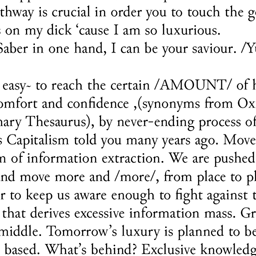 thway is crucial in order you to touch the g
s on my dick ‘cause I am so luxurious.
Saber in one hand, I can be your saviour. /Y
easy- to reach the certain /AMOUNT/ of h
omfort and confidence ,(synonyms from Ox
nary Thesaurus), by never-ending process of
s Capitalism told you many years ago. Move
m of information extraction. We are pushed
nd move more and /more/, from place to pl
r to keep us aware enough to fight against t
that derives excessive information mass. Gr
middle. Tomorrow’s luxury is planned to be
based. What’s behind? Exclusive knowledg